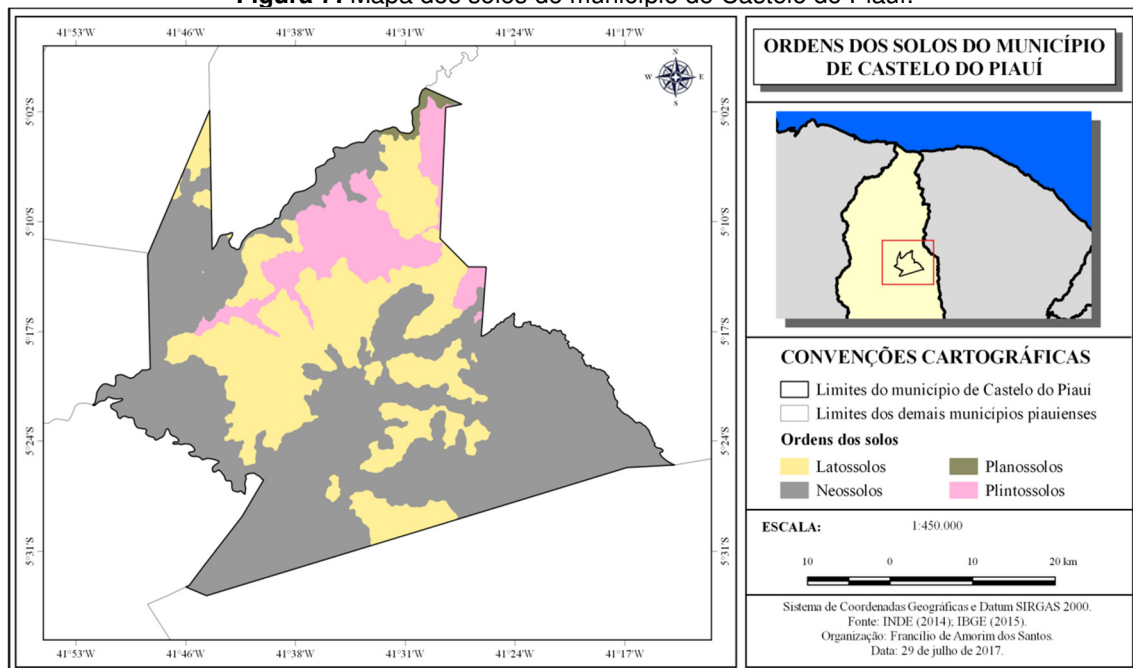 Figura 7. Mapa dos solos do município de Castelo do Piauí.
41°53'W 41°46'W 41°38'W 41°31'W 41°24'W 41°17'W
N
W E
S
5°02'S 5°02'S
5°10'S 5°10'S
5°17'S 5°17'S
5°24'S 5°24'S
5°31'S 5°31'S
41°53'W 41°46'W 41°38'W 41°31'W 41°24'W 41°17'W
ORDENS DOS SOLOS DO MUNICÍPIO
DE CASTELO DO PIAUÍ
CONVENÇÕES CARTOGRÁFICAS
Limites do município de Castelo do Piauí
Limites dos demais municípios piauienses
Ordens dos solos
Latossolos Planossolos
Neossolos Plintossolos
ESCALA: 1:450.000
10 0 10 20 km
Sistema de Coordenadas Geográficas e Datum SIRGAS 2000.
Fonte: INDE (2014); IBGE (2015).
Organização: Francílio de Amorim dos Santos.
Data: 29 de julho de 2017.